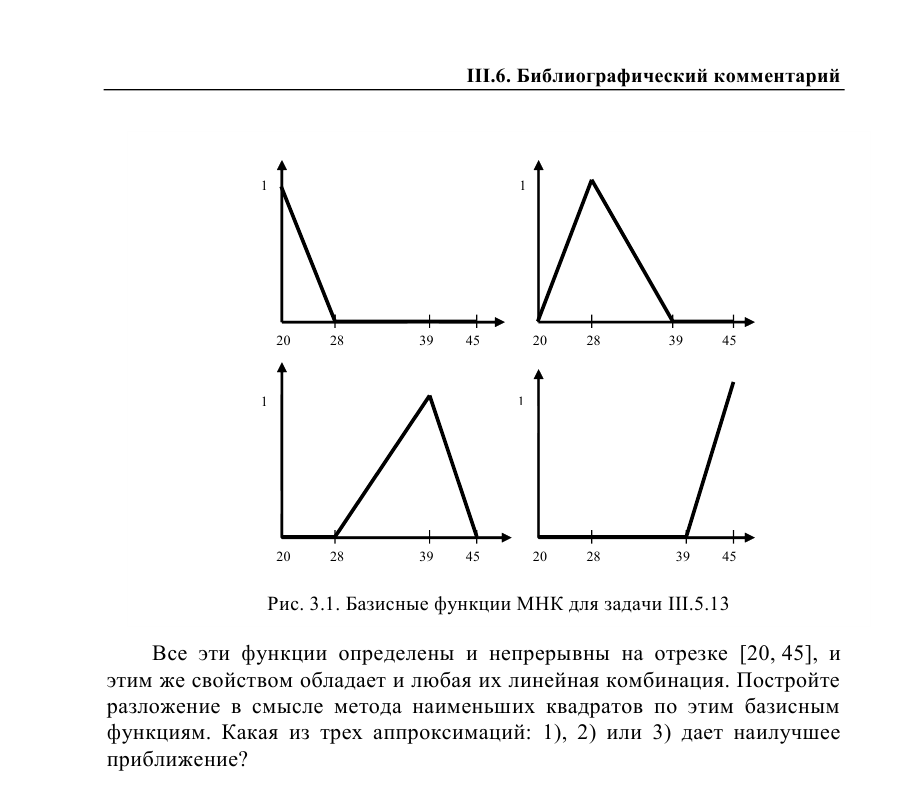 III.6. Библиографический комментарий
1
1
20 28 39 45
20 28 39 45
1
1
20 28 39 45
20 28 39 45
Рис. 3.1. Базисные функции МНК для задачи III.5.13
Все эти функции определены и непрерывны на отрезке [20, 45], и
этим же свойством обладает и любая их линейная комбинация. Постройте
разложение в смысле метода наименьших квадратов по этим базисным
функциям. Какая из трех аппроксимаций: 1), 2) или 3) дает наилучшее
приближение?